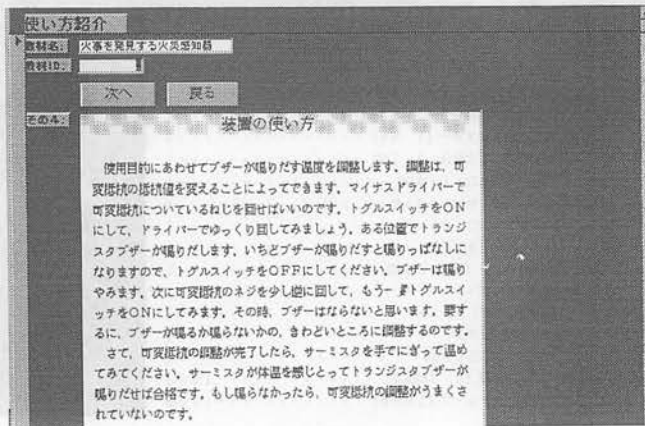 使い方紹介
教材名: 火事を発見する火災感知器
教材ID:
次へ 戻る
その4:
装置の使い方
使用目的にあわせてブザーが鳴りだす温度を調整します。調整は、可
変抵抗の抵抗値を変えることによってできます。マイナスドライバーで
可変抵抗についているねじを回せばいいのです。トグルスイッチをON
にして、ドライバーでゆっくり回してみましょう。ある位置でトランジ
スタブザーが鳴りだします。いちどブザーが鳴りだすと鳴りっぱなしに
なりますので、トグルスイッチをOFFにしてください。ブザーは鳴り
やみます。次に可変抵抗のネジを少し逆に回して、もう一 トグルスイ
ッチをONにしてみます。その時、ブザーはならないと思います。要す
るに、ブザーが鳴るか鳴らないかの、きわどいところに調整するのです。
さて、可変抵抗の調整が完了したら、サーミスタを手でにぎって温め
てみてください。サーミスタが体温を感じとってトランジスタブザーが
鳴りだせば合格です。もし鳴らなかったら、可変抵抗の調整がうまくさ
れていないのです。